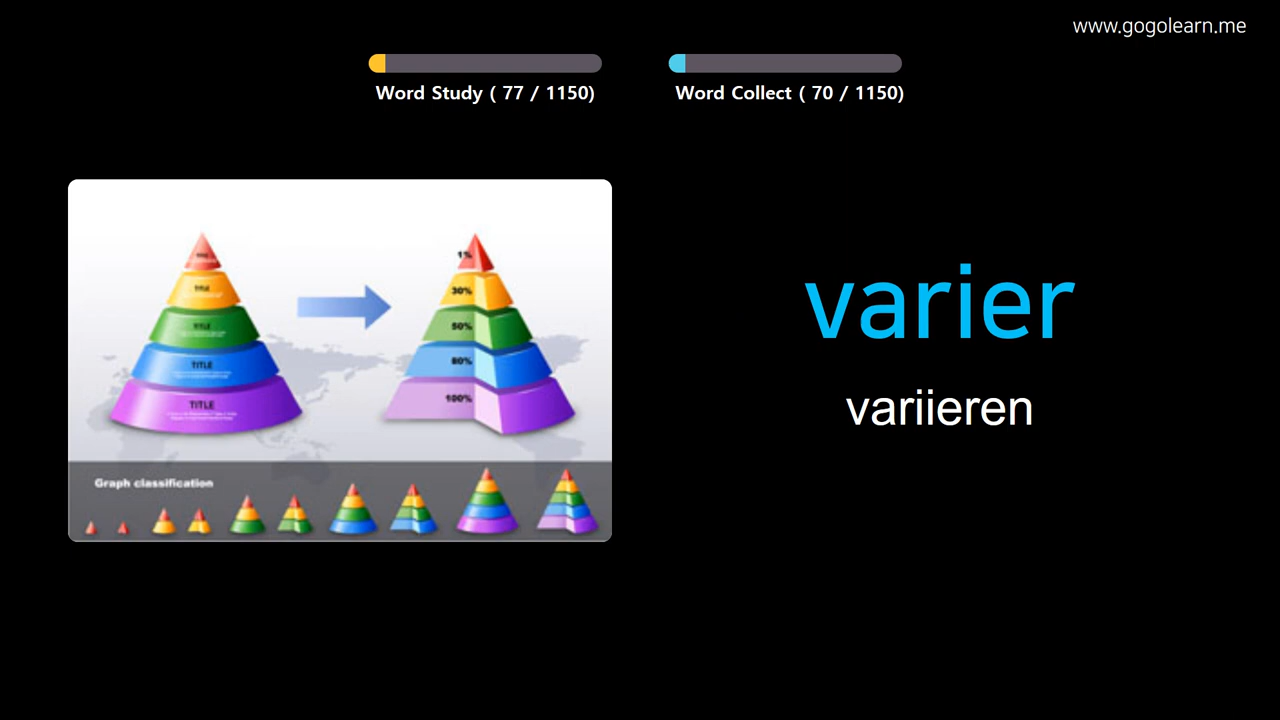 www.gogolearn.me
Word Study ( 77 / 1150)
Word Collect ( 70 / 1150)
varier
variieren
TITLE
TITLE
TITLE
TITLE
1%
30%
50%
80%
100%
Graph classification